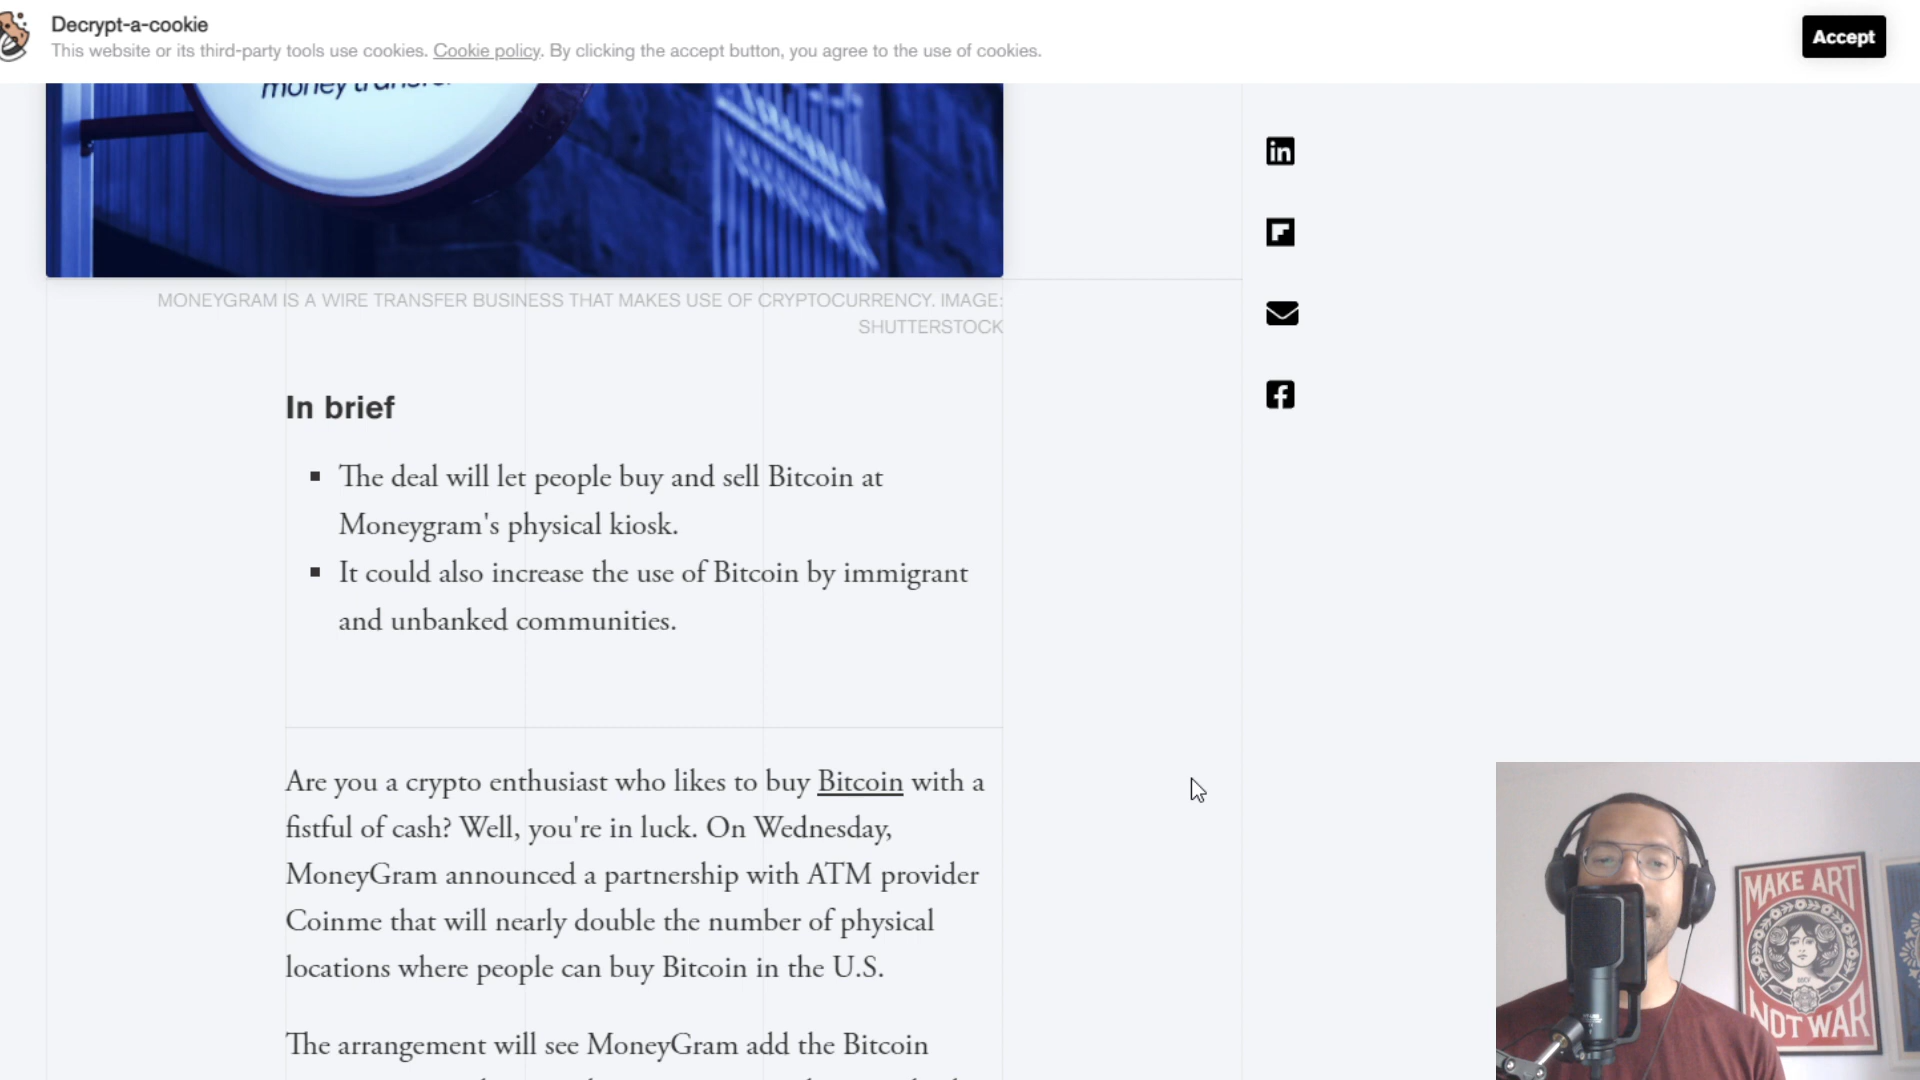 Decrypt-a-cookie
This website or its third-party tools use cookies. Cookie policy. By clicking the accept button, you agree to the use of cookies.
Accept
MONEYGRAM IS A WIRE TRANSFER BUSINESS THAT MAKES USE OF CRYPTOCURRENCY. IMAGE:
SHUTTERSTOCK
In brief
The deal will let people buy and sell Bitcoin at
Moneygram's physical kiosk.
It could also increase the use of Bitcoin by immigrant
and unbanked communities.
Are you a crypto enthusiast who likes to buy Bitcoin with a
fistful of cash? Well, you're in luck. On Wednesday,
MoneyGram announced a partnership with ATM provider
Coinme that will nearly double the number of physical
locations where people can buy Bitcoin in the U.S.
The arrangement will see MoneyGram add the Bitcoin
MAKE ART
NOT WAR